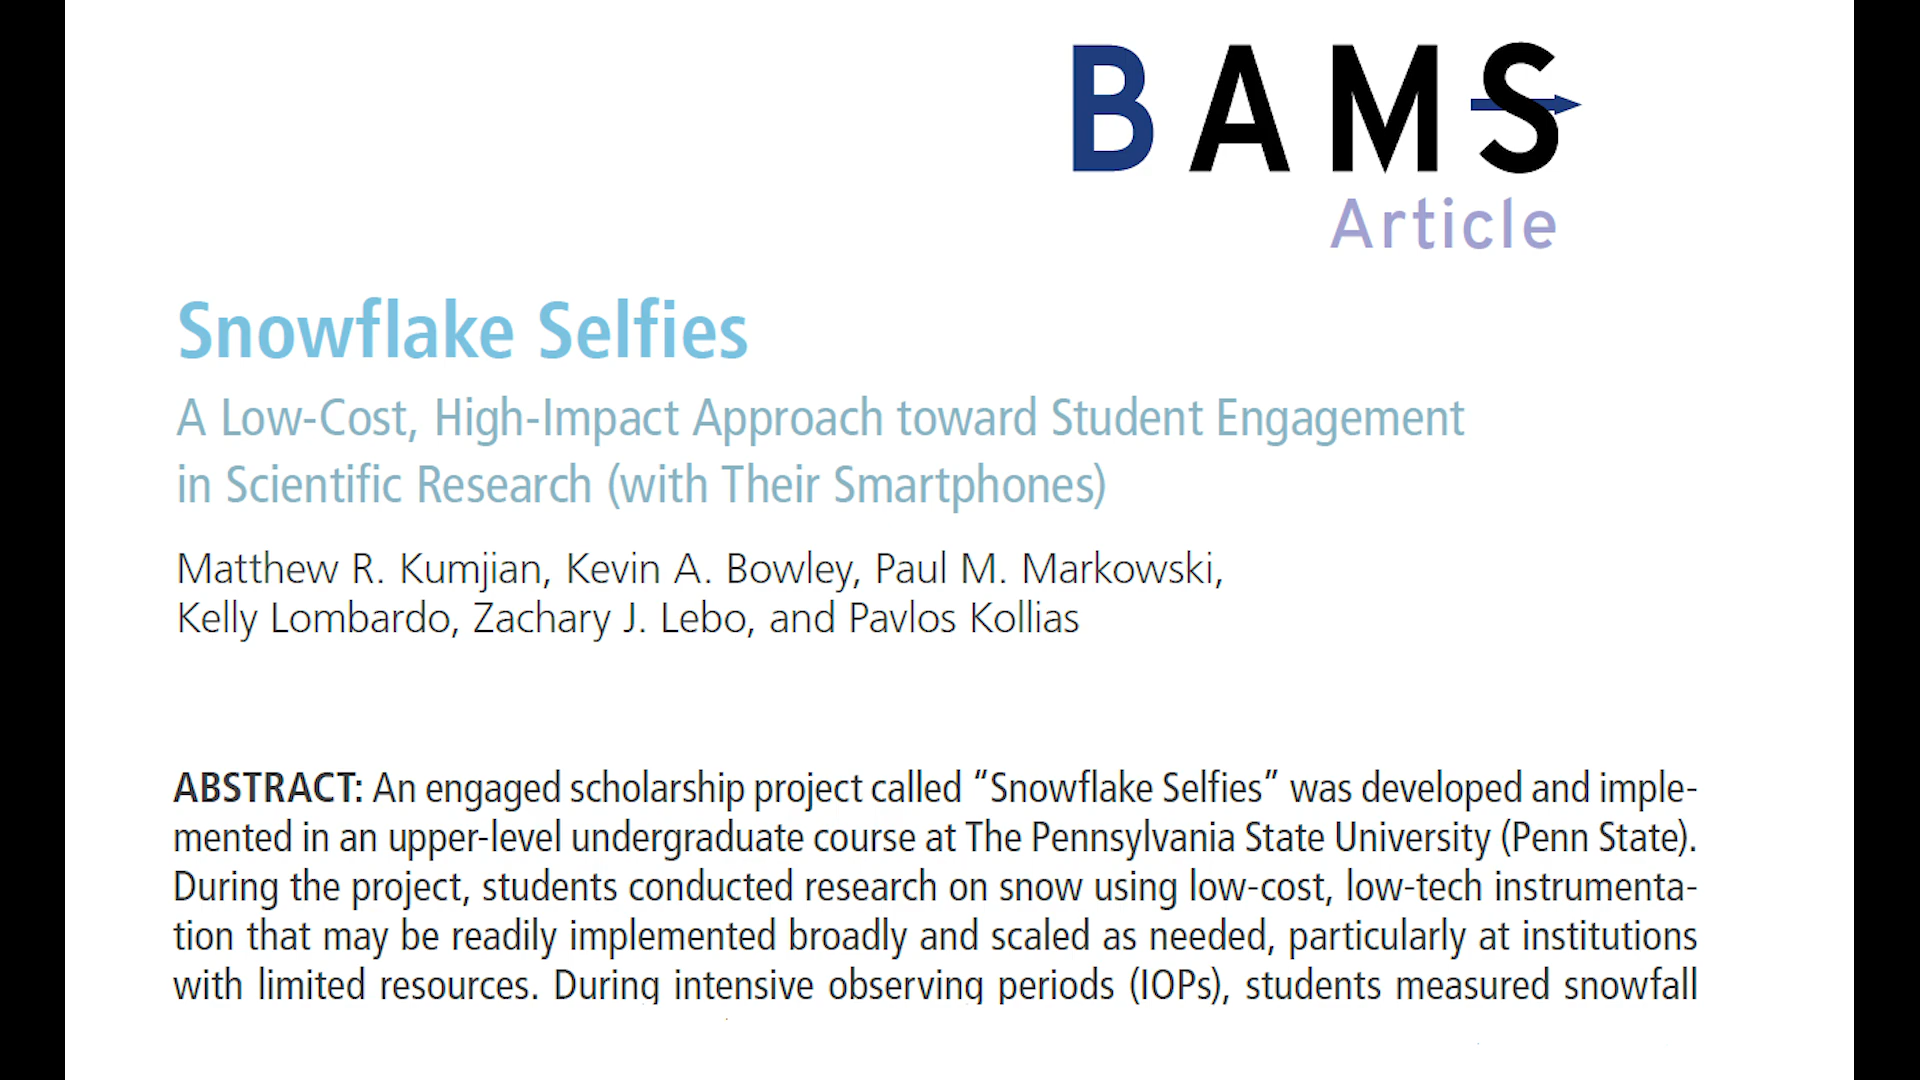 BAMS
Article
Snowflake Selfies
A Low-Cost, High-Impact Approach toward Student Engagement
in Scientific Research (with Their Smartphones)
Matthew R. Kumjian, Kevin A. Bowley, Paul M. Markowski,
Kelly Lombardo, Zachary J. Lebo, and Pavlos Kollias
ABSTRACT: An engaged scholarship project called “Snowflake Selfies” was developed and imple-
mented in an upper-level undergraduate course at The Pennsylvania State University (Penn State).
During the project, students conducted research on snow using low-cost, low-tech instrumenta-
tion that may be readily implemented broadly and scaled as needed, particularly at institutions
with limited resources. During intensive observing periods (IOPs), students measured snowfall